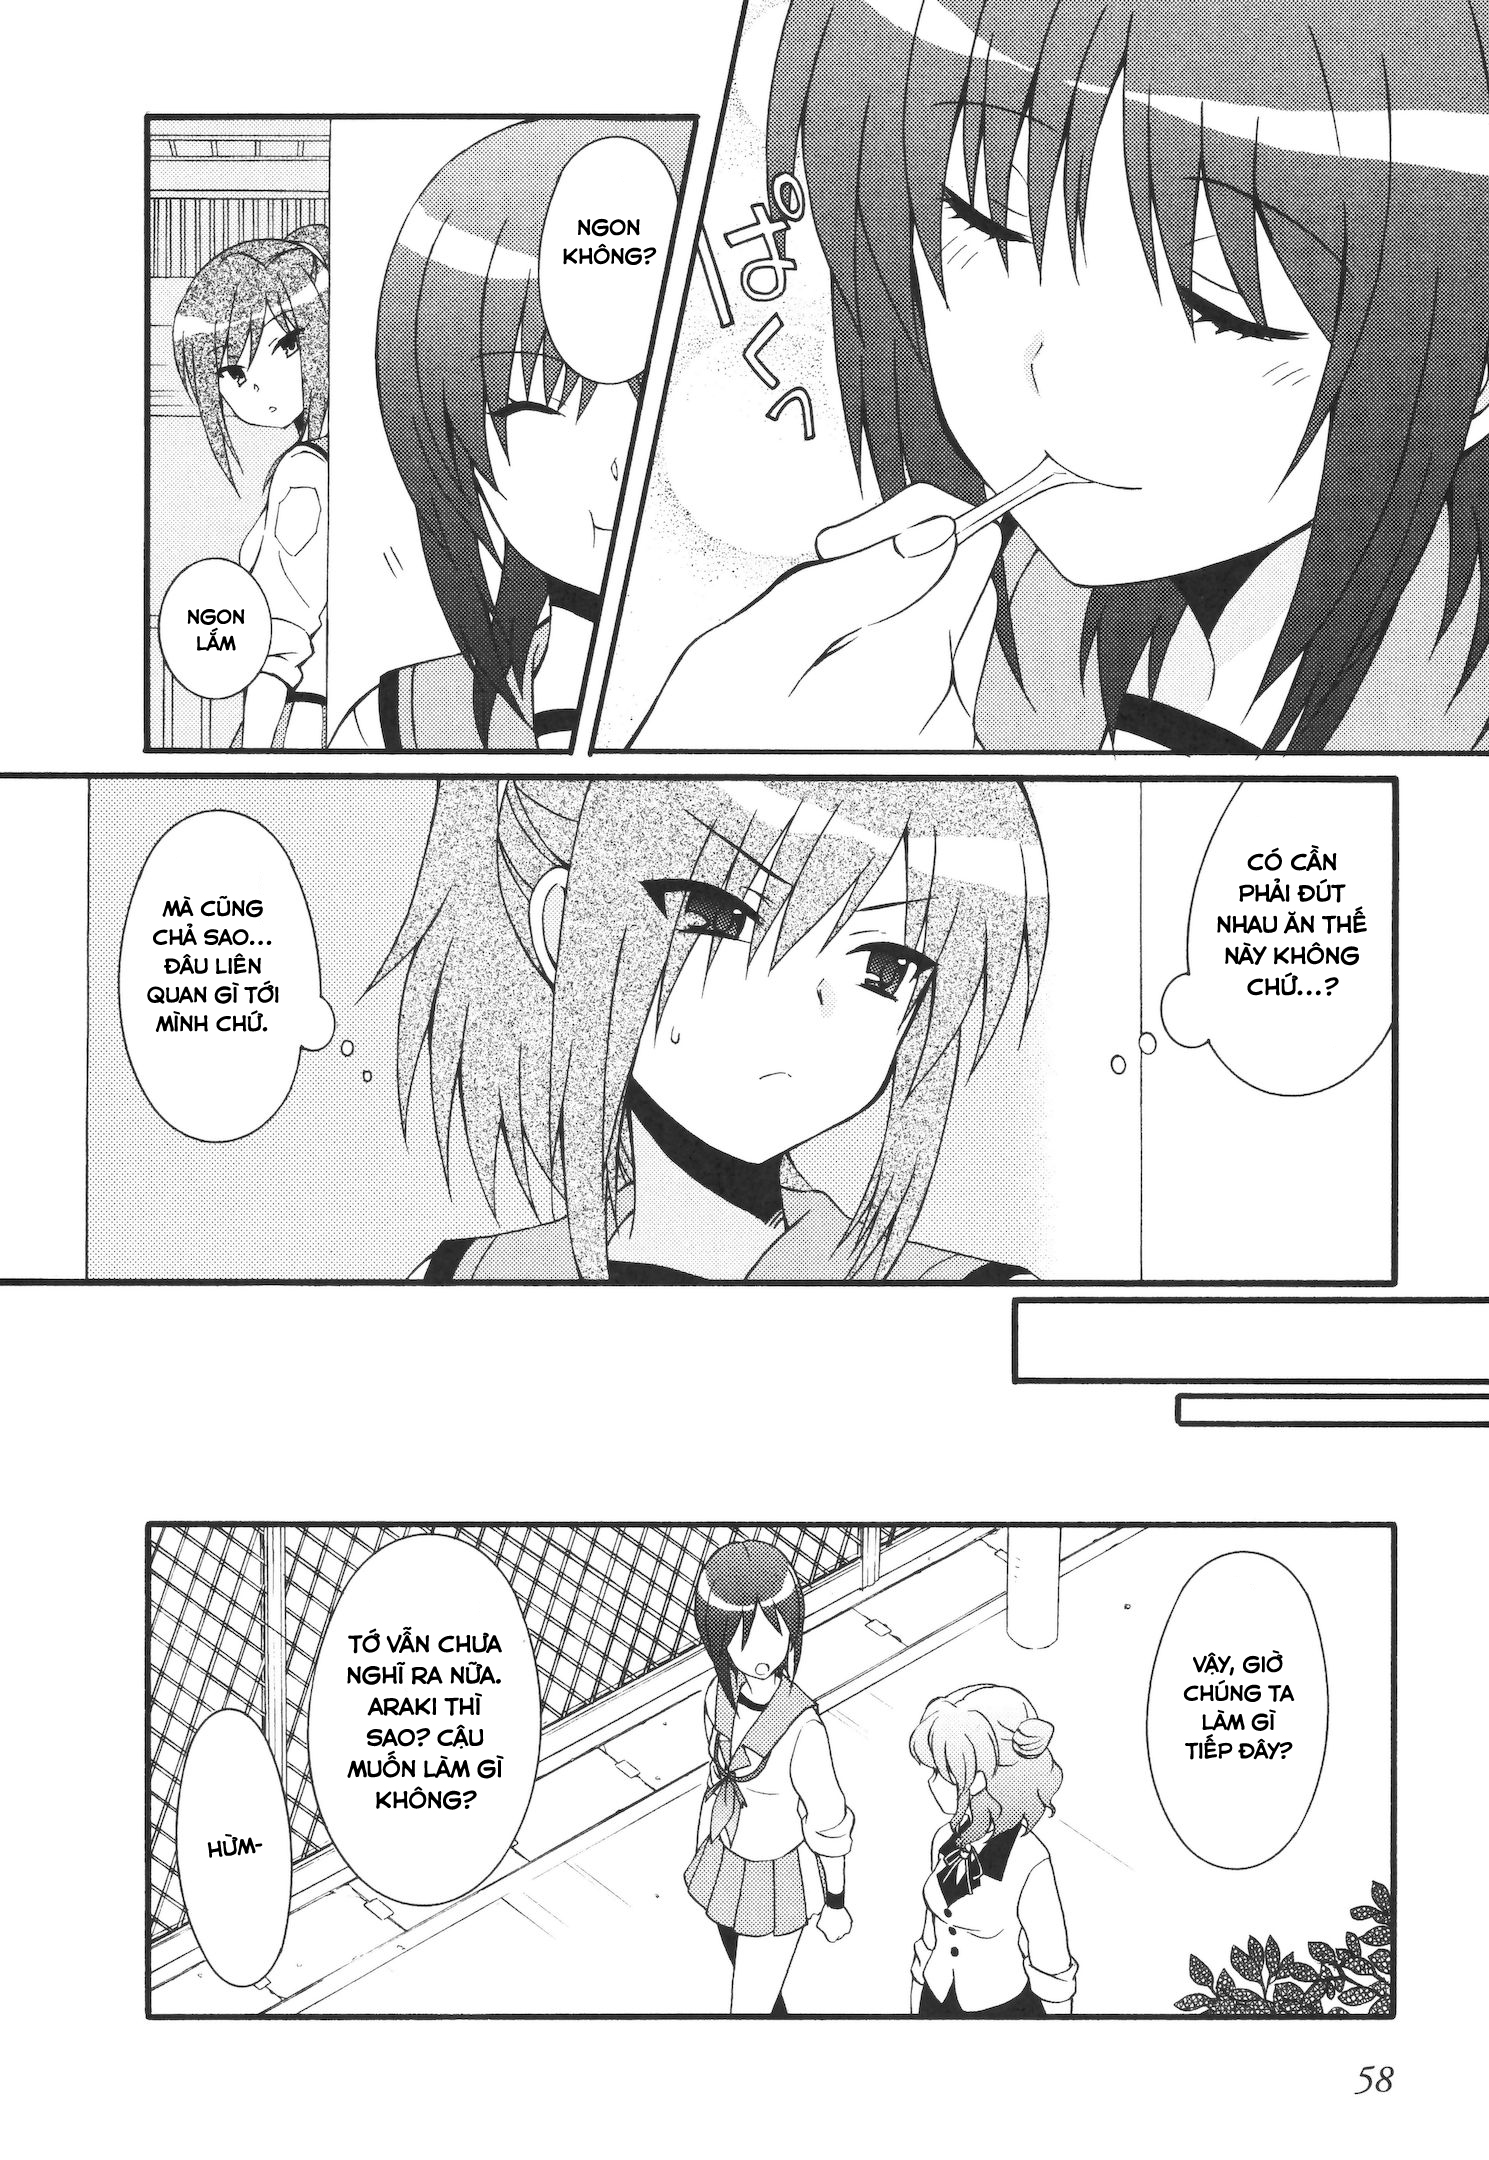 ぱくっ
NGON
KHÔNG?
NGON
LẮM
CÓ CẦN
PHẢI ĐÚT
NHAU ĂN THẾ
NÀY KHÔNG
CHỨ...?
MÀ CŨNG
CHẢ SAO...
ĐÂU LIÊN
QUAN GÌ TỚI
MÌNH CHỨ.
VẬY, GIỜ
CHÚNG TA
LÀM GÌ
TIẾP ĐÂY?
TỚ VẪN CHƯA
NGHĨ RA NỮA.
ARAKI THÌ
SAO? CẬU
MUỐN LÀM GÌ
KHÔNG?
HỪM-
58